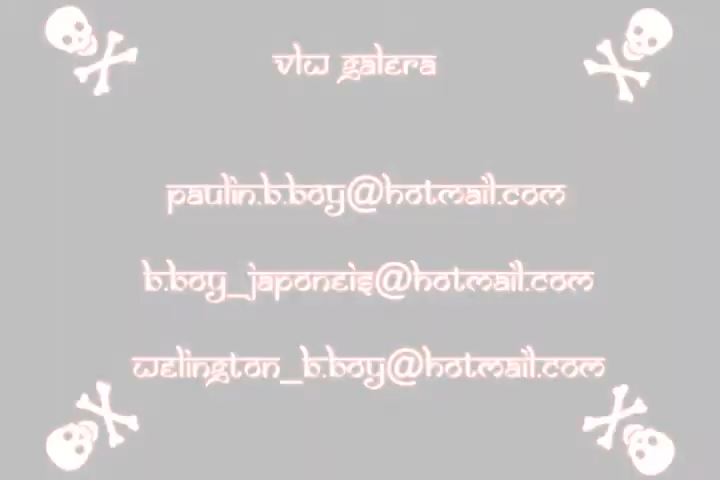 vlw galera
paulin.b.boy@hotmail.com
b.boy_japoneis@hotmail.com
welington_b.boy@hotmail.com